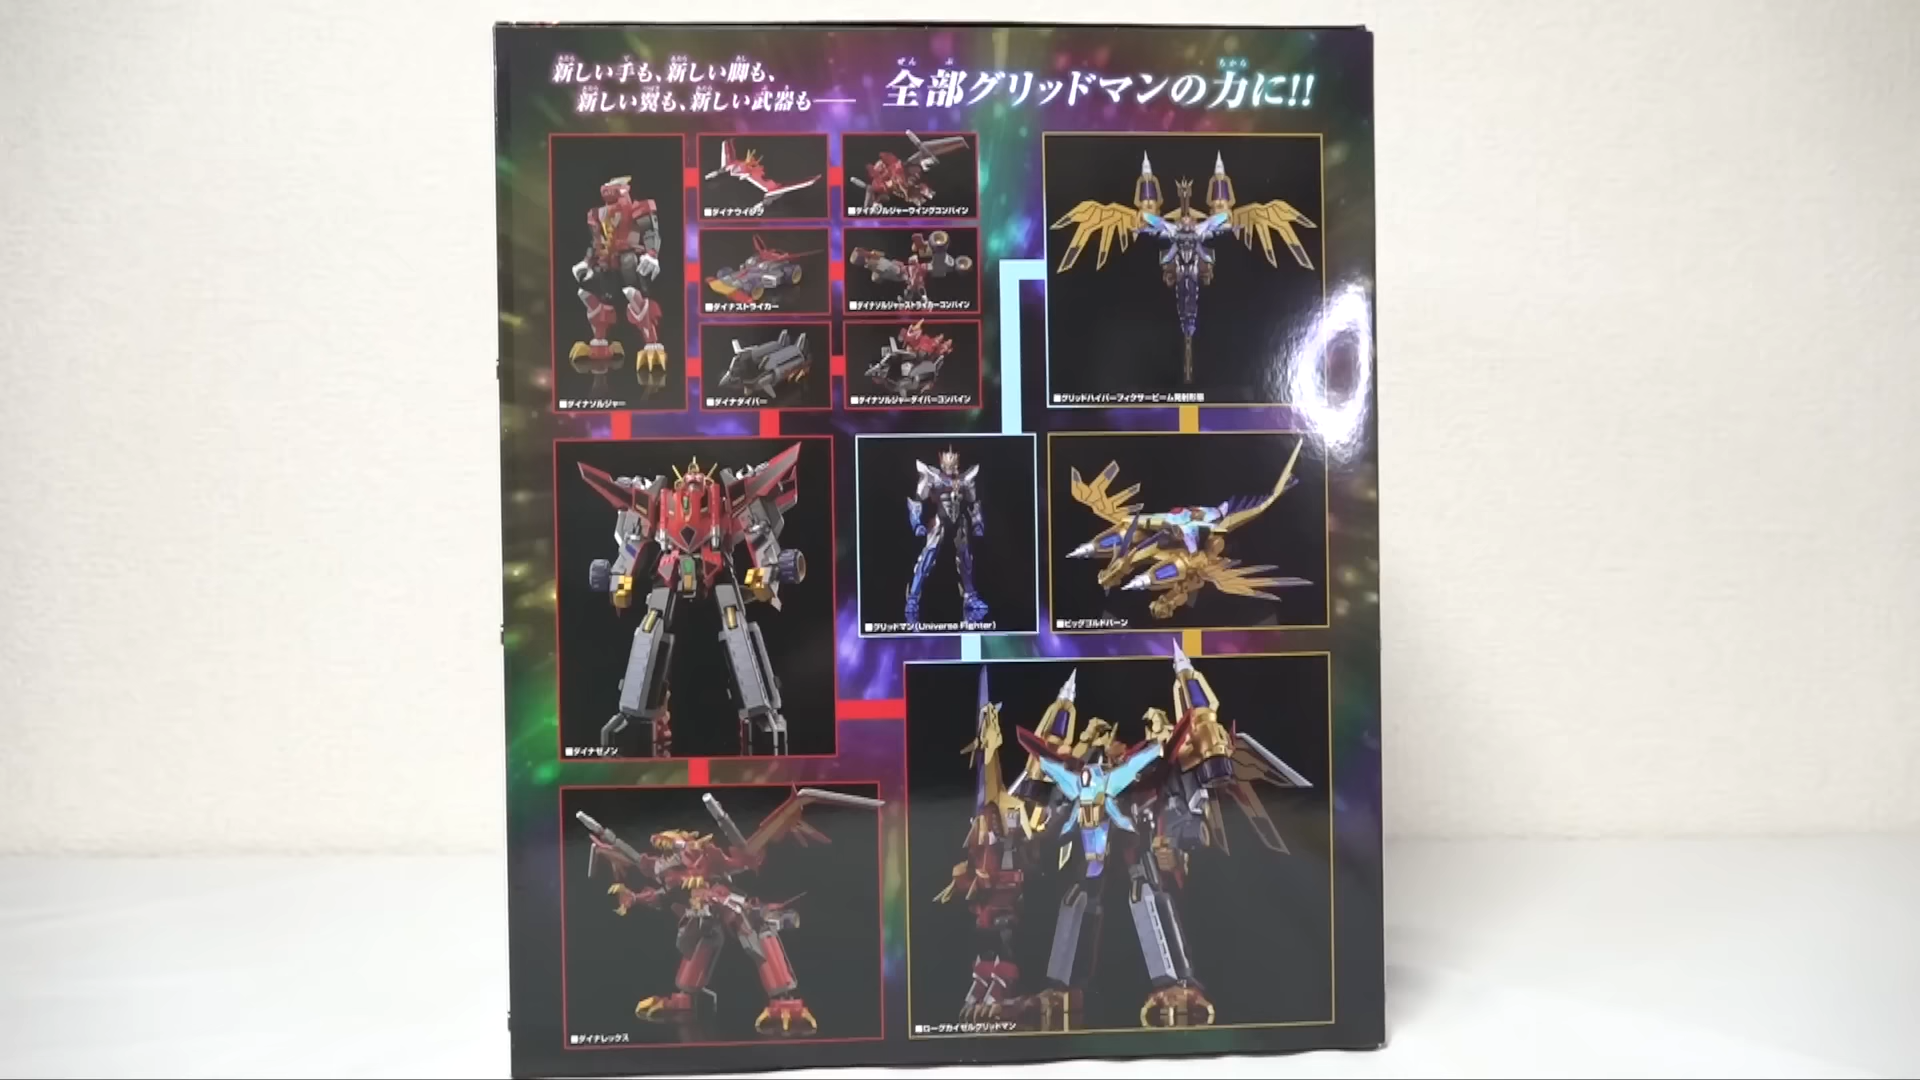 新しい手も、新しい脚も、
新しい翼も、新しい武器も——
全部グリッドマンの力に!!
■ダイナソルジャー
■ダイナウイング
■ダイナソルジャーウイングコンバイン
■ダイナストライカー
■ダイナソルジャーストライカーコンバイン
■ダイナダイバー
■ダイナソルジャーダイバーコンバイン
■グリッドハイパーフィクサービーム発射形態
■ダイナゼノン
■グリッドマン(Universe Fighter)
■ビッグゴルドバーン
■ダイナレックス
■ローグカイゼルグリッドマン